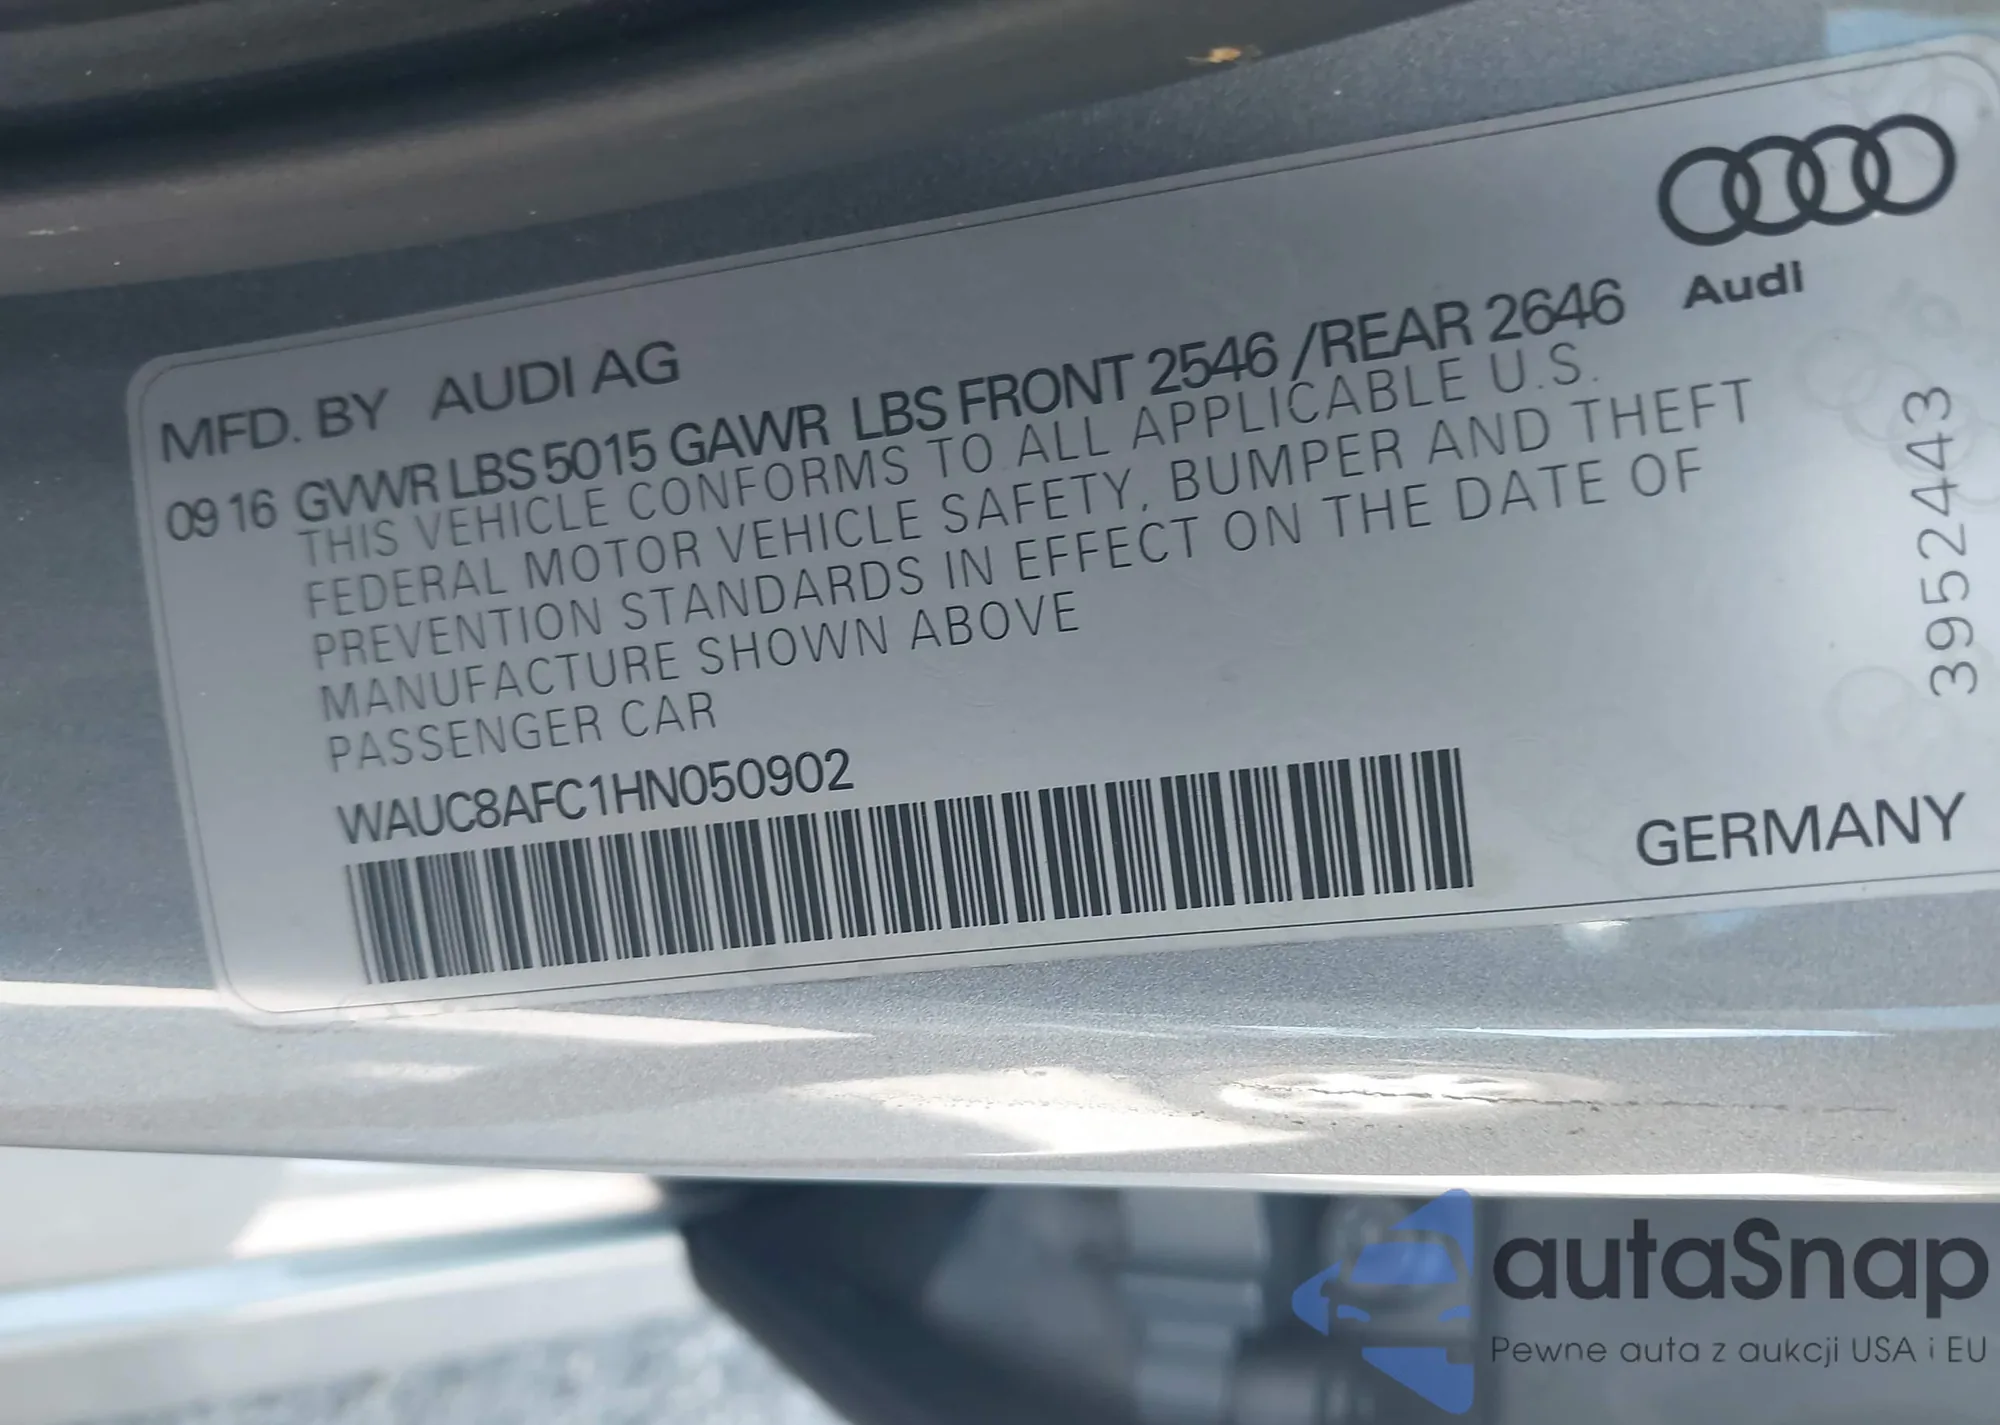 Audi
MFD. BY AUDI AG
09 16 GVWR LBS 5015 GAWR LBS FRONT 2546 /REAR 2646
THIS VEHICLE CONFORMS TO ALL APPLICABLE U.S.
FEDERAL MOTOR VEHICLE SAFETY, BUMPER AND THEFT
PREVENTION STANDARDS IN EFFECT ON THE DATE OF
MANUFACTURE SHOWN ABOVE
PASSENGER CAR
WAUC8AFC1HN050902
GERMANY
3952443
autaSnap
Pewne auta z aukcji USA i EU